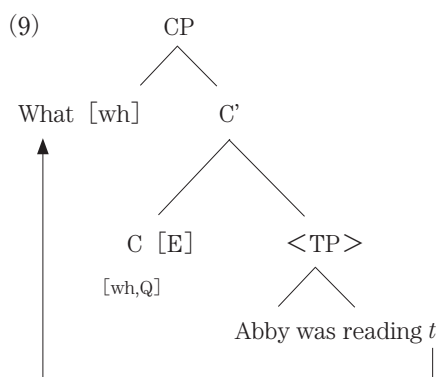 (9)
CP
What [wh]
C’
C [E]
<TP>
[wh,Q]
Abby was reading t